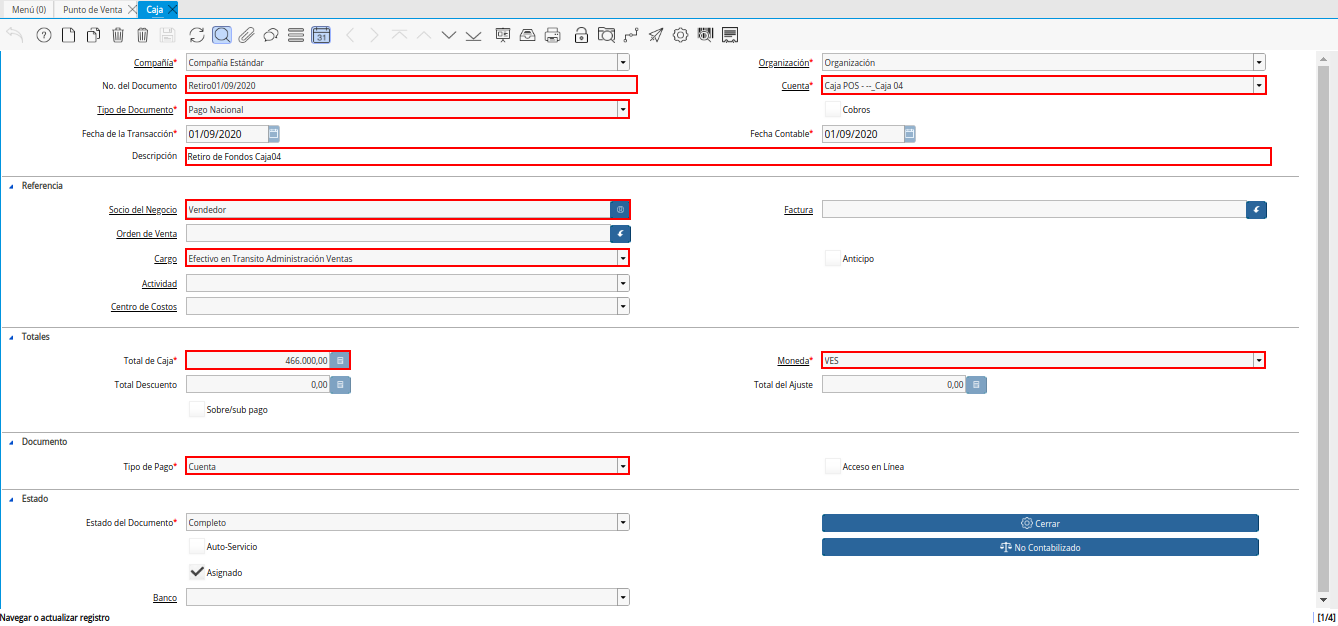 Menú (0) Punto de Venta Caja
31
Compañía* Compañía Estándar Organización* Organización
No. del Documento Retiro01/09/2020 Cuenta* Caja POS - --_Caja 04
Tipo de Documento* Pago Nacional Cobros
Fecha de la Transacción* 01/09/2020 Fecha Contable* 01/09/2020
Descripción Retiro de Fondos Caja04
Referencia
Socio del Negocio Vendedor Factura
Orden de Venta
Cargo Efectivo en Transito Administración Ventas Anticipo
Actividad
Centro de Costos
Totales
Total de Caja* 466.000,00 Moneda* VES
Total Descuento 0,00 Total del Ajuste 0,00
Sobre/sub pago
Documento
Tipo de Pago* Cuenta Acceso en Línea
Estado
Estado del Documento* Completo Cerrar
Auto-Servicio No Contabilizado
Asignado
Banco
Navegar o actualizar registro [1/4]